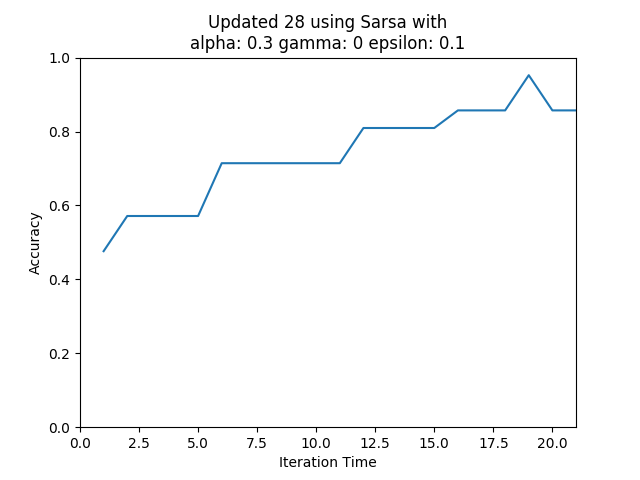 Updated 28 using Sarsa with
alpha: 0.3 gamma: 0 epsilon: 0.1
1.0
0.8
0.6
0.4
0.2
0.0
Accuracy
0.0 2.5 5.0 7.5 10.0 12.5 15.0 17.5 20.0
Iteration Time